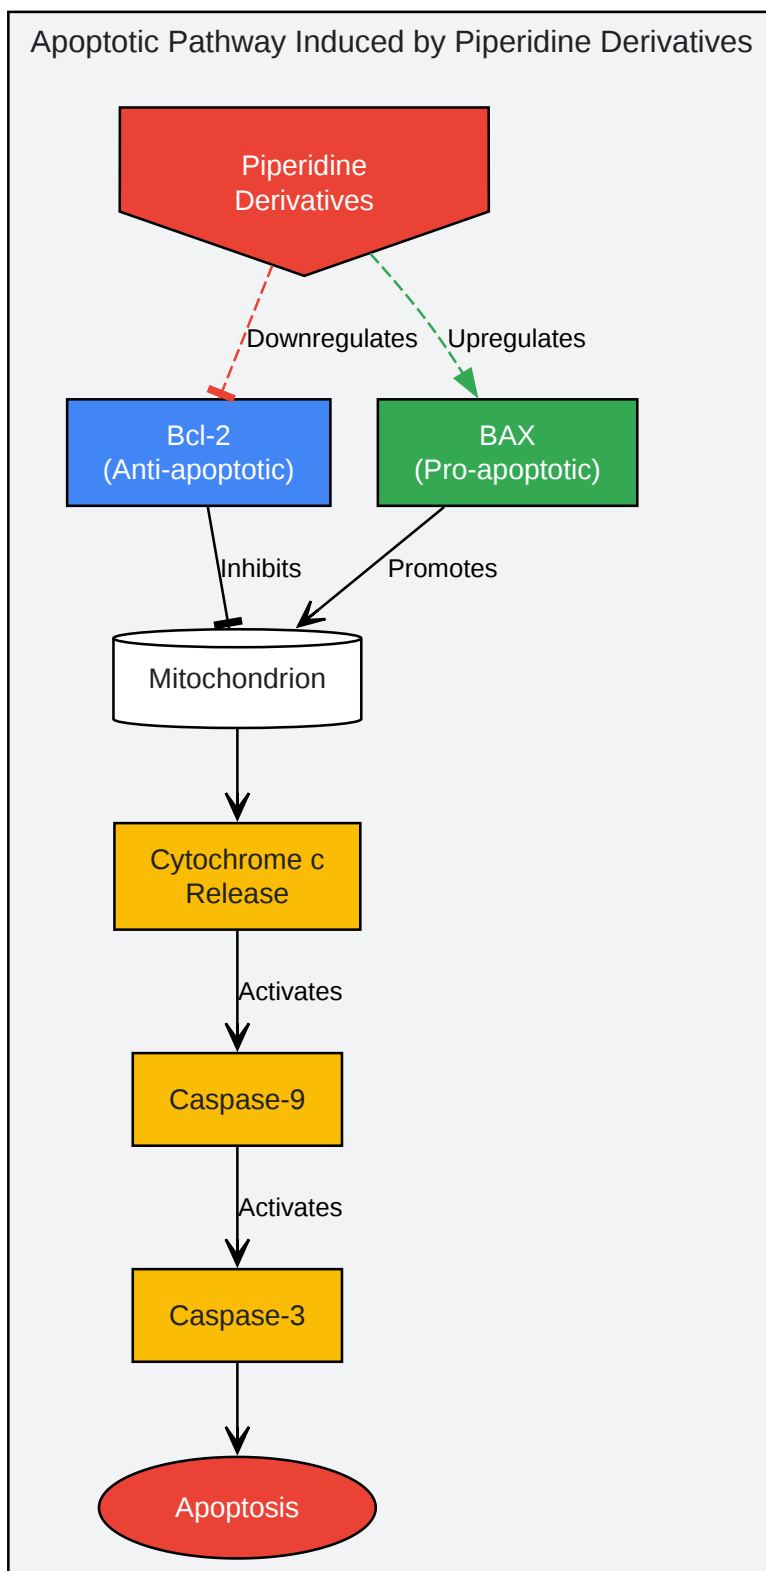 Apoptotic Pathway Induced by Piperidine Derivatives
Piperidine
Derivatives
Downregulates
Upregulates
Bcl-2
(Anti-apoptotic)
BAX
(Pro-apoptotic)
Inhibits
Promotes
Mitochondrion
Cytochrome c
Release
Activates
Caspase-9
Activates
Caspase-3
Apoptosis